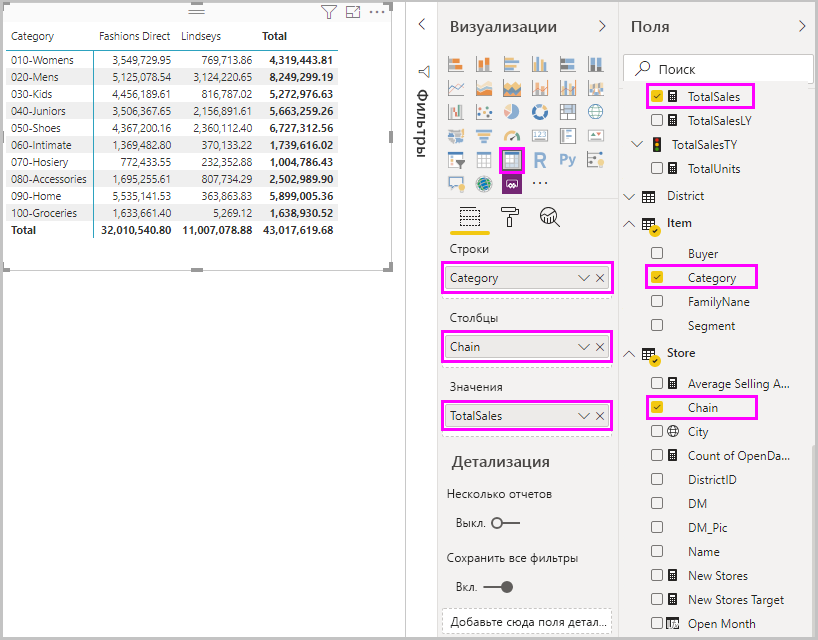 Category Fashions Direct Lindseys Total
010-Womens 3,549,729.95 769,713.86 4,319,443.81
020-Mens 5,125,078.54 3,124,220.65 8,249,299.19
030-Kids 4,456,189.61 816,787.02 5,272,976.63
040-Juniors 3,506,367.65 2,156,891.61 5,663,259.26
050-Shoes 4,367,200.16 2,360,112.40 6,727,312.56
060-Intimate 1,369,482.80 370,133.22 1,739,616.02
070-Hosiery 772,433.55 232,352.88 1,004,786.43
080-Accessories 1,695,255.61 807,734.29 2,502,989.90
090-Home 5,535,141.53 363,863.83 5,899,005.36
100-Groceries 1,633,661.40 5,269.12 1,638,930.52
Total 32,010,540.80 11,007,078.88 43,017,619.68
Фильтры
Визуализации
123
R Py
Строки
Category
Столбцы
Chain
Значения
TotalSales
Детализация
Несколько отчетов
Выкл.
Сохранить все фильтры
Вкл.
Добавьте сюда поля детал...
Поля
Поиск
TotalSales
TotalSalesLY
TotalSalesTY
TotalUnits
District
Item
Buyer
Category
FamilyNane
Segment
Store
Average Selling A...
Chain
City
Count of OpenDa...
DistrictID
DM
DM_Pic
Name
New Stores
New Stores Target
Open Month